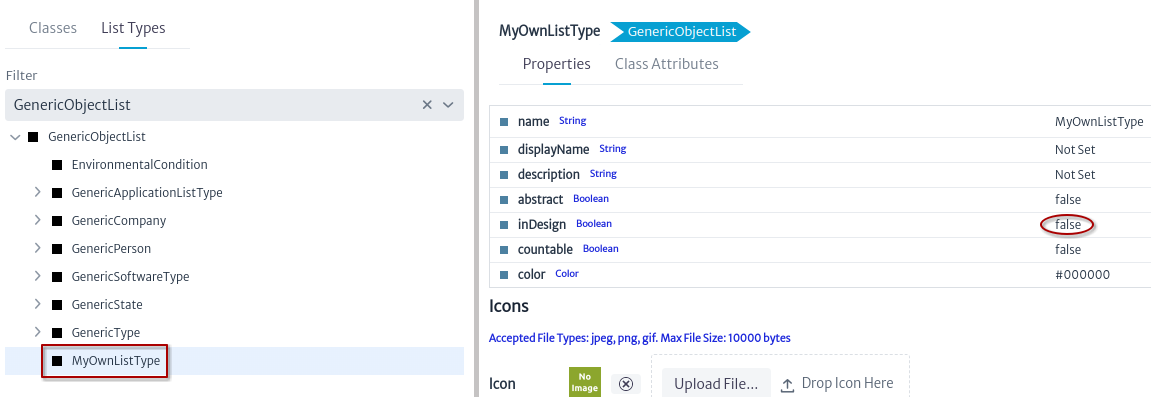 Classes List Types
Filter
GenericObjectList
GenericObjectList
EnvironmentalCondition
GenericApplicationListType
GenericCompany
GenericPerson
GenericSoftwareType
GenericState
GenericType
MyOwnListType
MyOwnListType GenericObjectList
Properties Class Attributes
name String MyOwnListType
displayName String Not Set
description String Not Set
abstract Boolean false
inDesign Boolean false
countable Boolean false
color Color #000000
Icons
Accepted File Types: jpeg, png, gif. Max File Size: 10000 bytes
Icon No Image Upload File... Drop Icon Here